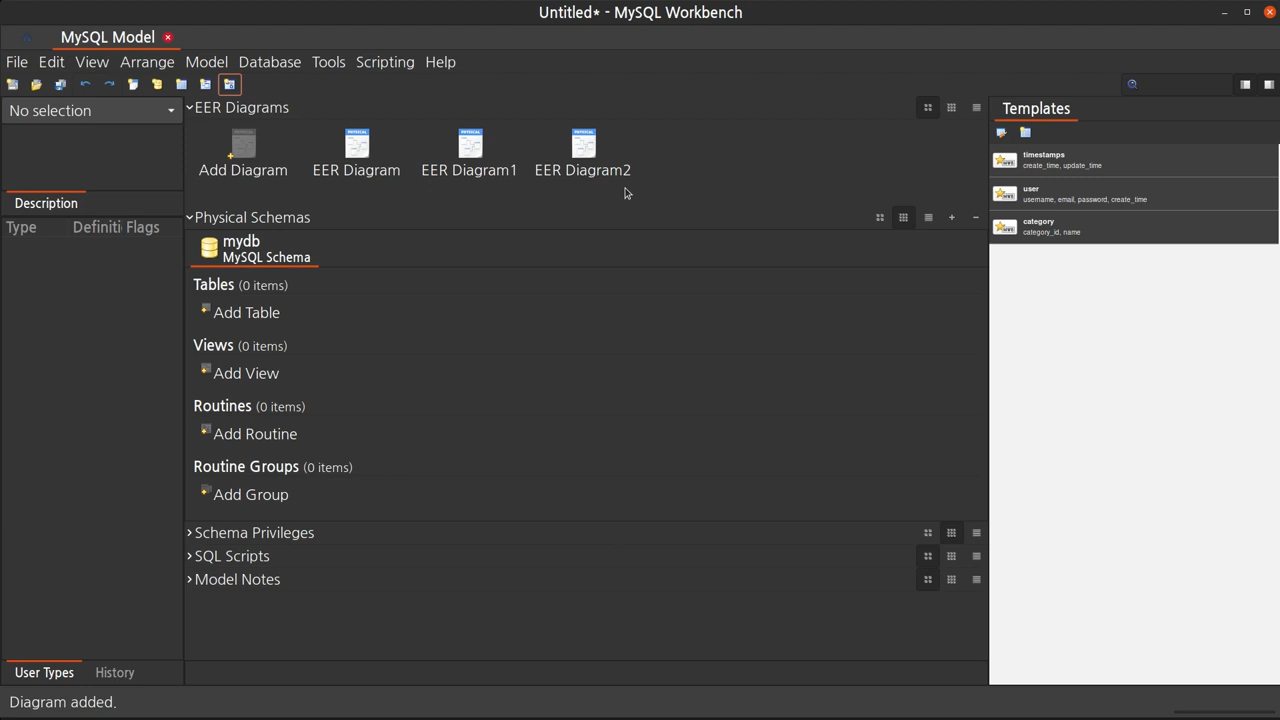 Untitled* - MySQL Workbench
MySQL Model
File Edit View Arrange Model Database Tools Scripting Help
No selection
Description
Type Definiti Flags
User Types History
Diagram added.
EER Diagrams
Add Diagram EER Diagram EER Diagram1 EER Diagram2
Physical Schemas
mydb
MySQL Schema
Tables (0 items)
Add Table
Views (0 items)
Add View
Routines (0 items)
Add Routine
Routine Groups (0 items)
Add Group
Schema Privileges
SQL Scripts
Model Notes
Templates
timestamps
create_time, update_time
user
username, email, password, create_time
category
category_id, name